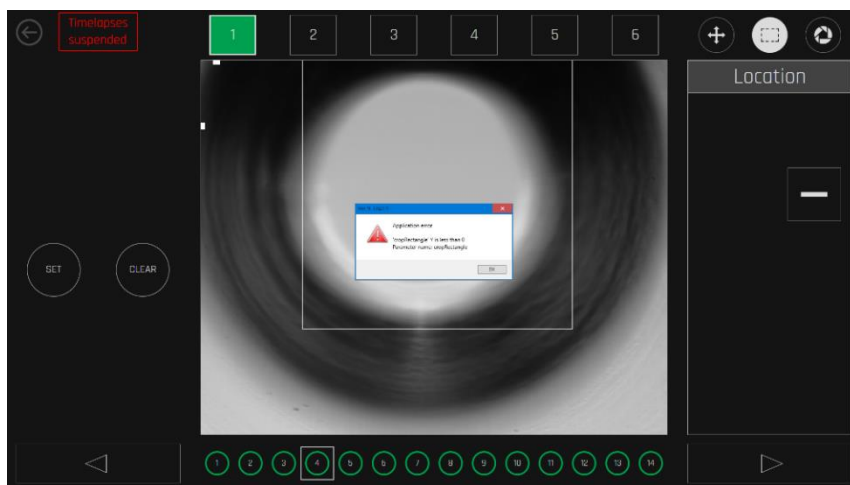 Timelapses
suspended
1
2
3
4
5
6
Location
Application error
'cropRectangle' Y is less than 0
Parameter name: cropRectangle
OK
SET
CLEAR
1
2
3
4
5
6
7
8
9
10
11
12
13
14